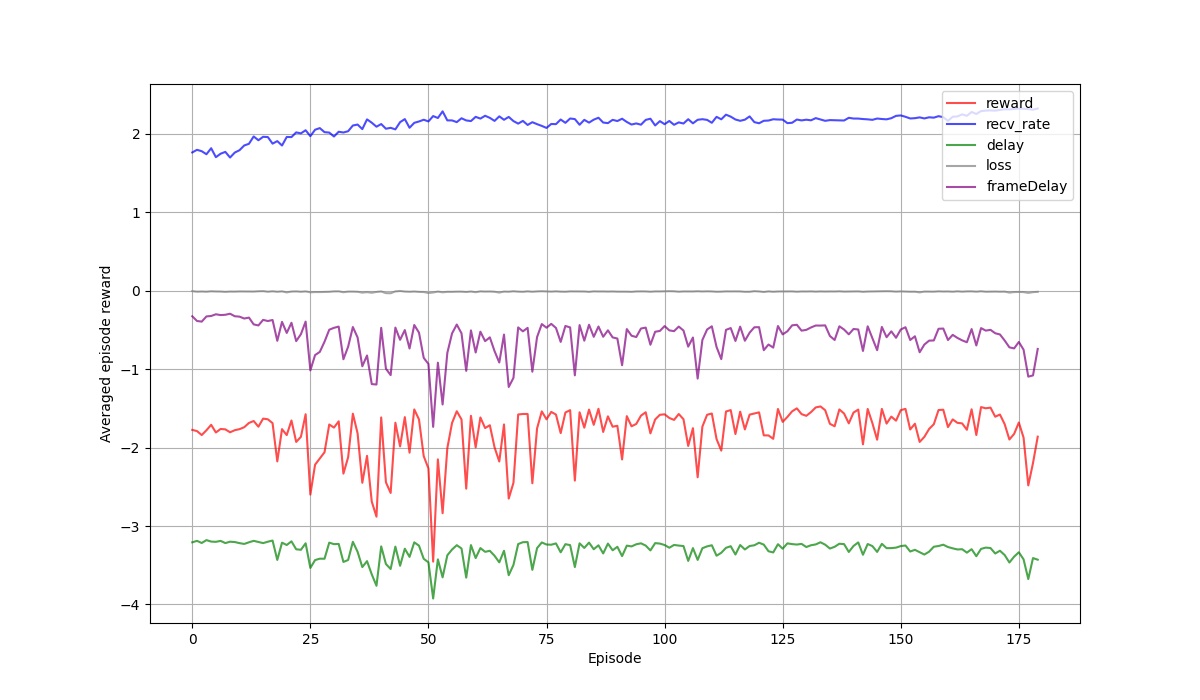 reward
recv_rate
delay
loss
frameDelay
2
1
0
−1
−2
−3
−4
Averaged episode reward
0 25 50 75 100 125 150 175
Episode